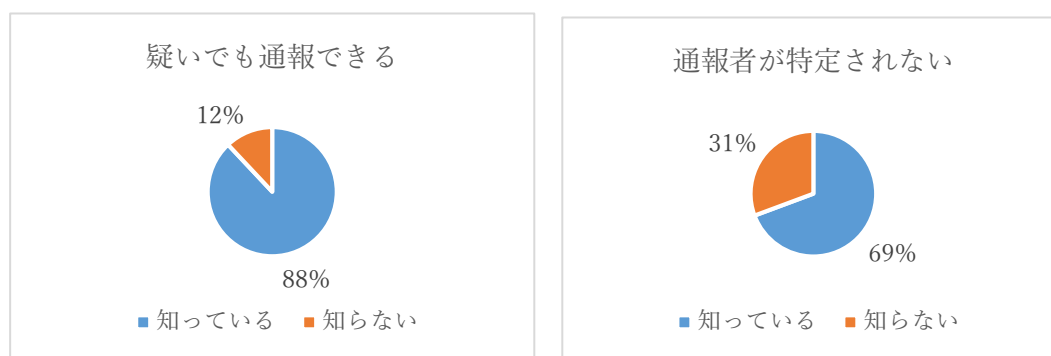 疑いでも通報できる
12%
88%
■ 知っている ■ 知らない
通報者が特定されない
31%
69%
■ 知っている ■ 知らない